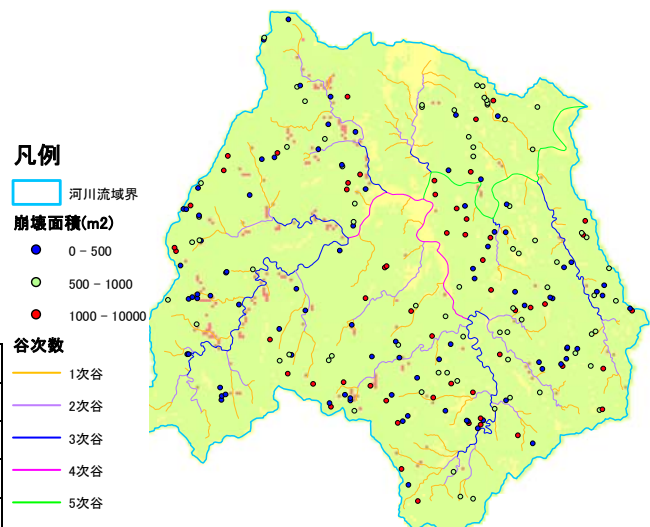 凡例
河川流域界
崩壊面積(m2)
0 - 500
500 - 1000
1000 - 10000
谷次数
1次谷
2次谷
3次谷
4次谷
5次谷